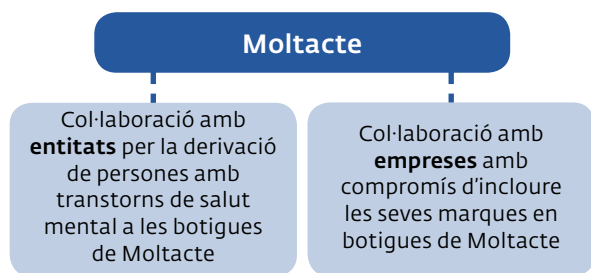 Moltacte
Col·laboració amb
entitats per la derivació
de persones amb
transtorns de salut
mental a les botigues
de Moltacte
Col·laboració amb
empreses amb
compromís d'incloure
les seves marques en
botigues de Moltacte